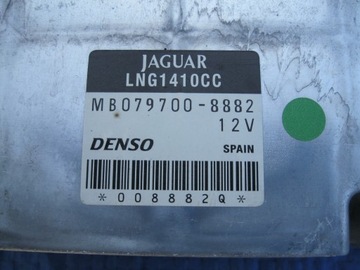 JAGUAR
LNG1410CC
MB079700-8882
12V
DENSO SPAIN
*008882Q*